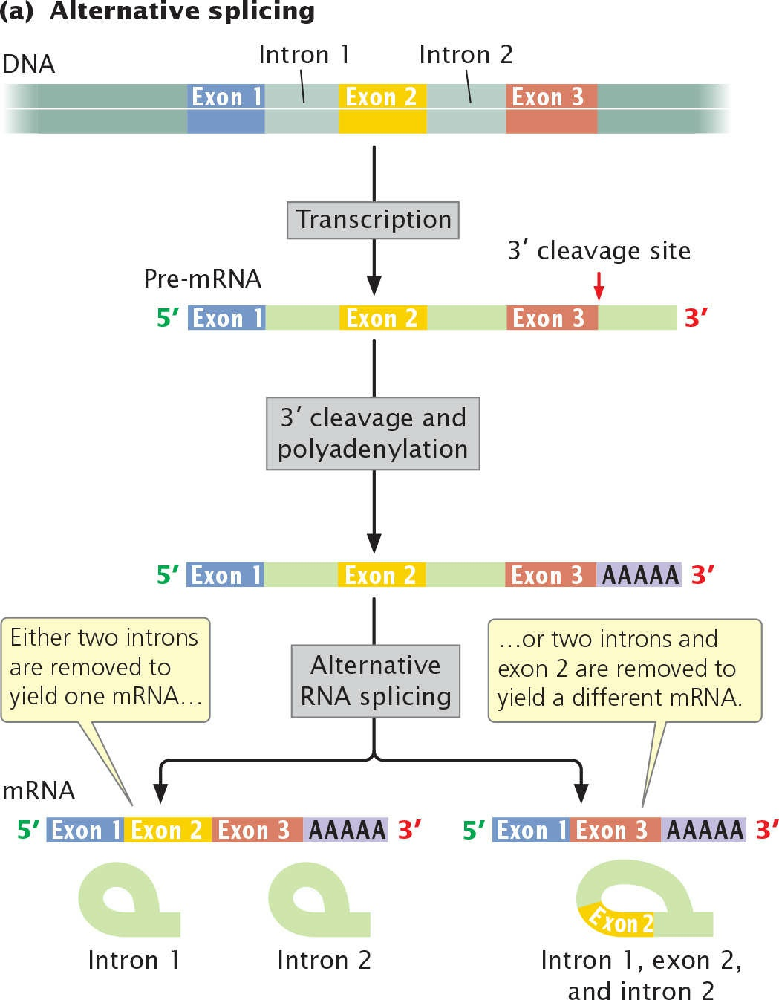 (a) Alternative splicing
Intron 1 Intron 2
DNA
Exon 1 Exon 2 Exon 3
Transcription
3′ cleavage site
Pre-mRNA
5′ Exon 1 Exon 2 Exon 3 3′
3′ cleavage and
polyadenylation
5′ Exon 1 Exon 2 Exon 3 AAAAA 3′
Either two introns
are removed to
yield one mRNA…
Alternative
RNA splicing
…or two introns and
exon 2 are removed to
yield a different mRNA.
mRNA
5′ Exon 1 Exon 2 Exon 3 AAAAA 3′
5′ Exon 1 Exon 3 AAAAA 3′
Intron 1
Intron 2
Exon 2
Intron 1, exon 2,
and intron 2